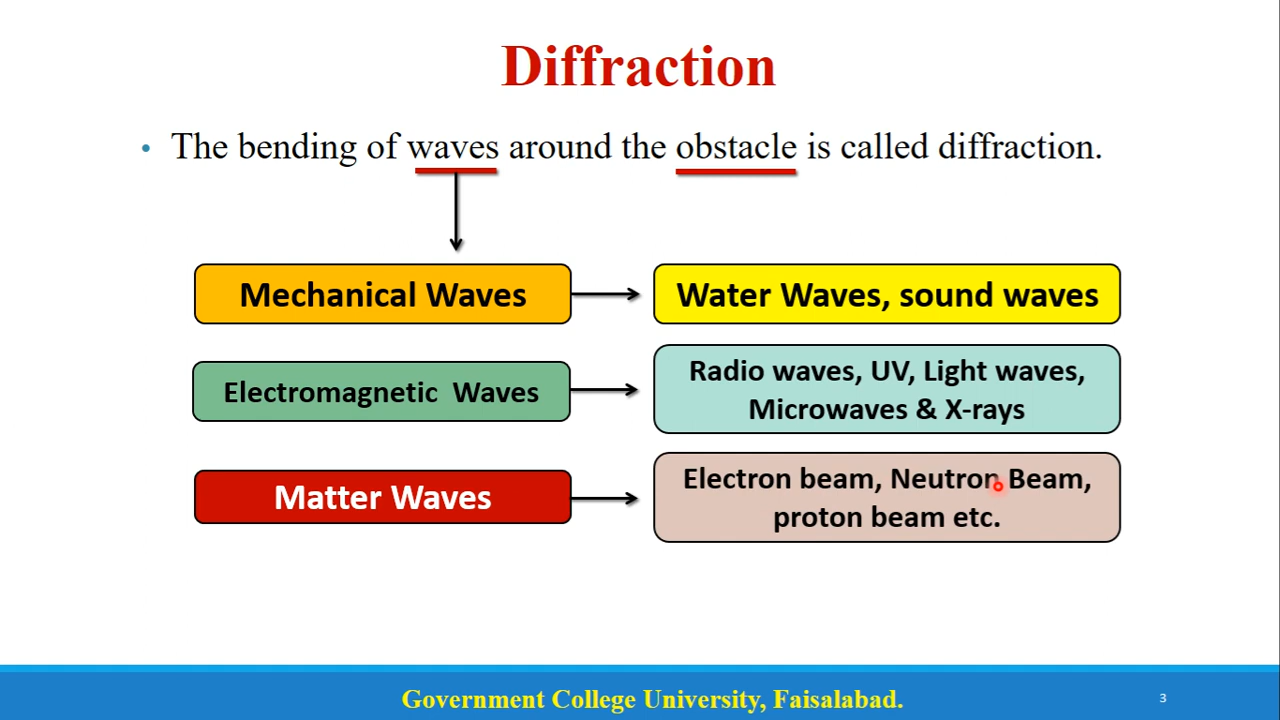 Diffraction
• The bending of waves around the obstacle is called diffraction.
Mechanical Waves
Water Waves, sound waves
Electromagnetic Waves
Radio waves, UV, Light waves,
Microwaves & X-rays
Matter Waves
Electron beam, Neutron Beam,
proton beam etc.
Government College University, Faisalabad.
3